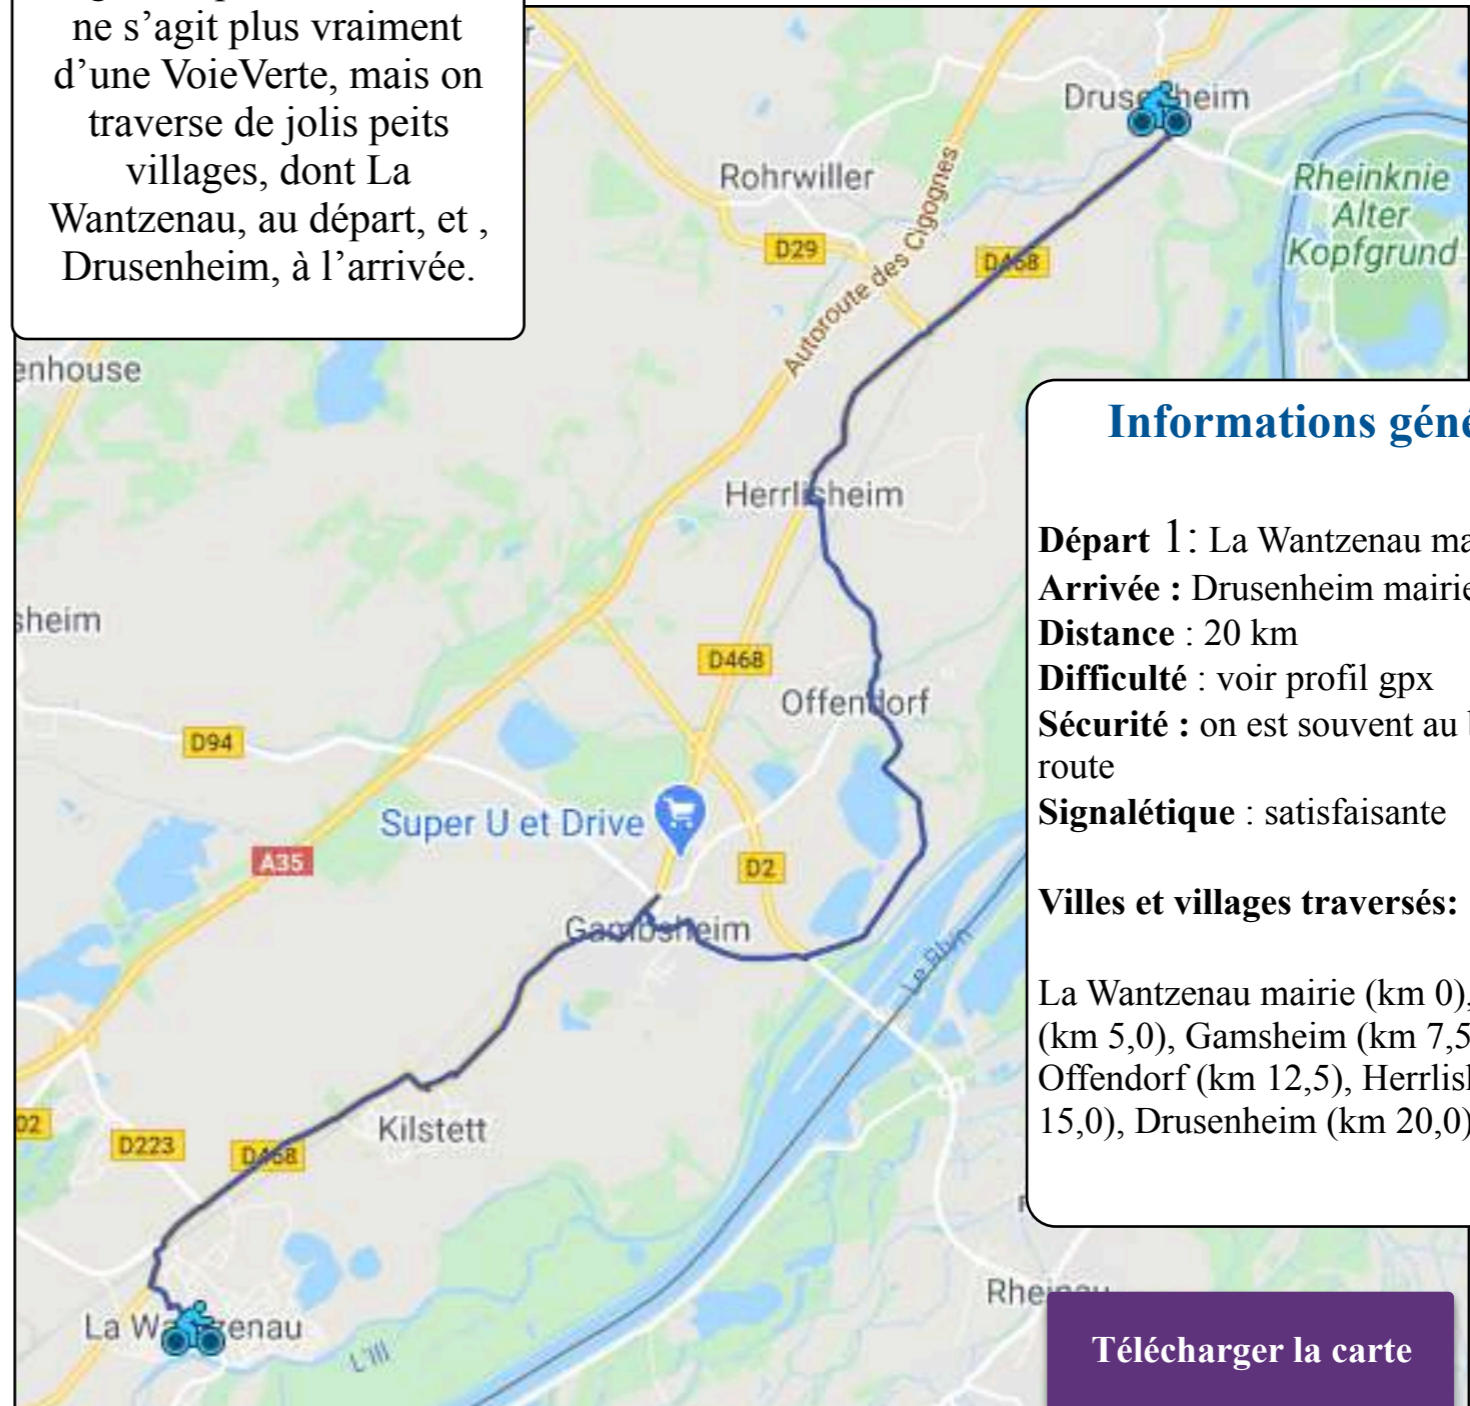 ne s’agit plus vraiment
d’une VoieVerte, mais on
traverse de jolis peits
villages, dont La
Wantzenau, au départ, et ,
Drusenheim, à l’arrivée.
Drusenheim
Rohrwiller
Rheinknie
Alter
Kopfgrund
D29
D468
Autoroute des Cigognes
enhouse
Herrlisheim
sheim
D468
Offendorf
D94
Super U et Drive
A35
D2
Gambsheim
Le Rhin
Kilstett
02
D223
D468
La Wantzenau
L'Ill
Rheinau
Informations géné
Départ 1: La Wantzenau ma
Arrivée : Drusenheim mairie
Distance : 20 km
Difficulté : voir profil gpx
Sécurité : on est souvent au
route
Signalétique : satisfaisante
Villes et villages traversés:
La Wantzenau mairie (km 0),
(km 5,0), Gamsheim (km 7,5
Offendorf (km 12,5), Herrlish
15,0), Drusenheim (km 20,0)
Télécharger la carte